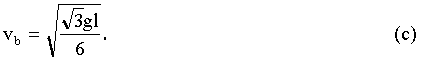 v_b = √(√3gl/6). (c)